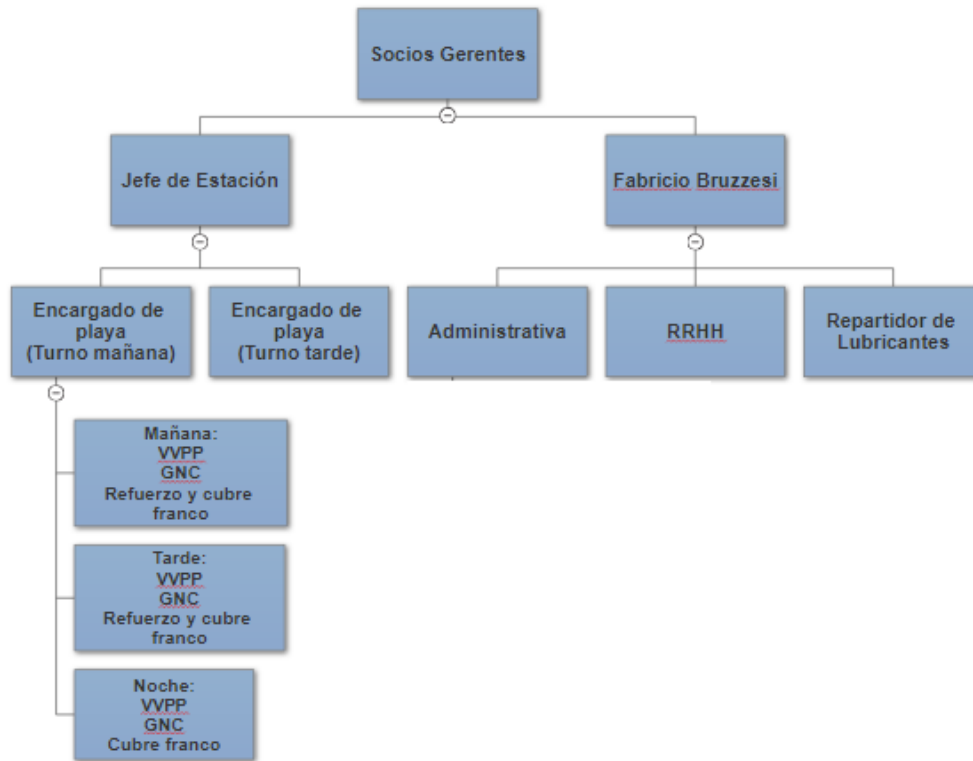 Socios Gerentes
Jefe de Estación
Fabricio Bruzzesi
Encargado de
playa
(Turno mañana)
Encargado de
playa
(Turno tarde)
Administrativa
RRHH
Repartidor de
Lubricantes
Mañana:
VVPP
GNC
Refuerzo y cubre
franco
Tarde:
VVPP
GNC
Refuerzo y cubre
franco
Noche:
VVPP
GNC
Cubre franco